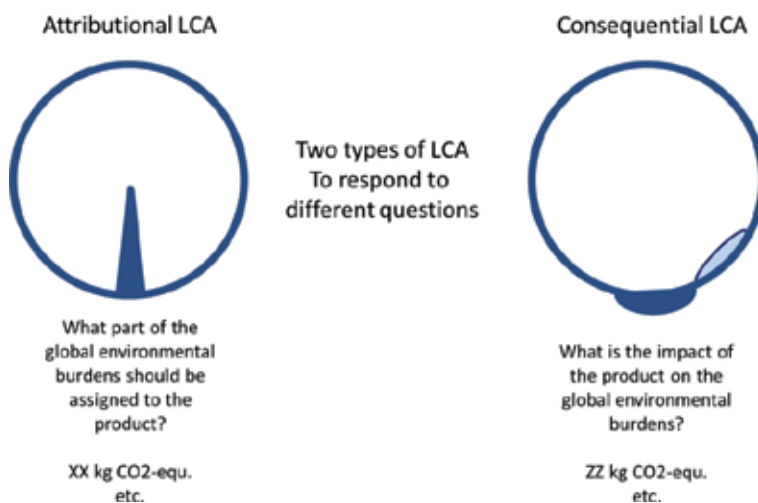 Attributional LCA
What part of the
global environmental
burdens should be
assigned to the
product?
XX kg CO2-equ.
etc.
Two types of LCA
To respond to
different questions
Consequential LCA
What is the impact of
the product on the
global environmental
burdens?
ZZ kg CO2-equ.
etc.